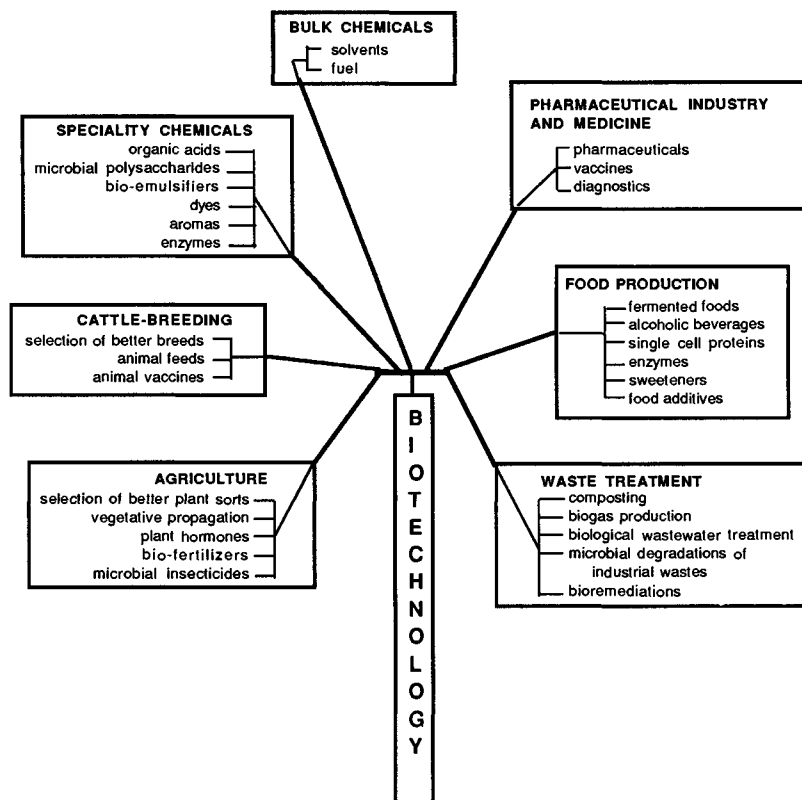 BULK CHEMICALS
solvents
fuel
PHARMACEUTICAL INDUSTRY
AND MEDICINE
pharmaceuticals
vaccines
diagnostics
SPECIALITY CHEMICALS
organic acids
microbial polysaccharides
bio-emulsifiers
dyes
aromas
enzymes
FOOD PRODUCTION
fermented foods
alcoholic beverages
single cell proteins
enzymes
sweeteners
food additives
CATTLE-BREEDING
selection of better breeds
animal feeds
animal vaccines
AGRICULTURE
selection of better plant sorts
vegetative propagation
plant hormones
bio-fertilizers
microbial insecticides
WASTE TREATMENT
composting
biogas production
biological wastewater treatment
microbial degradations of
industrial wastes
bioremediations
BIOTECHNOLOGY